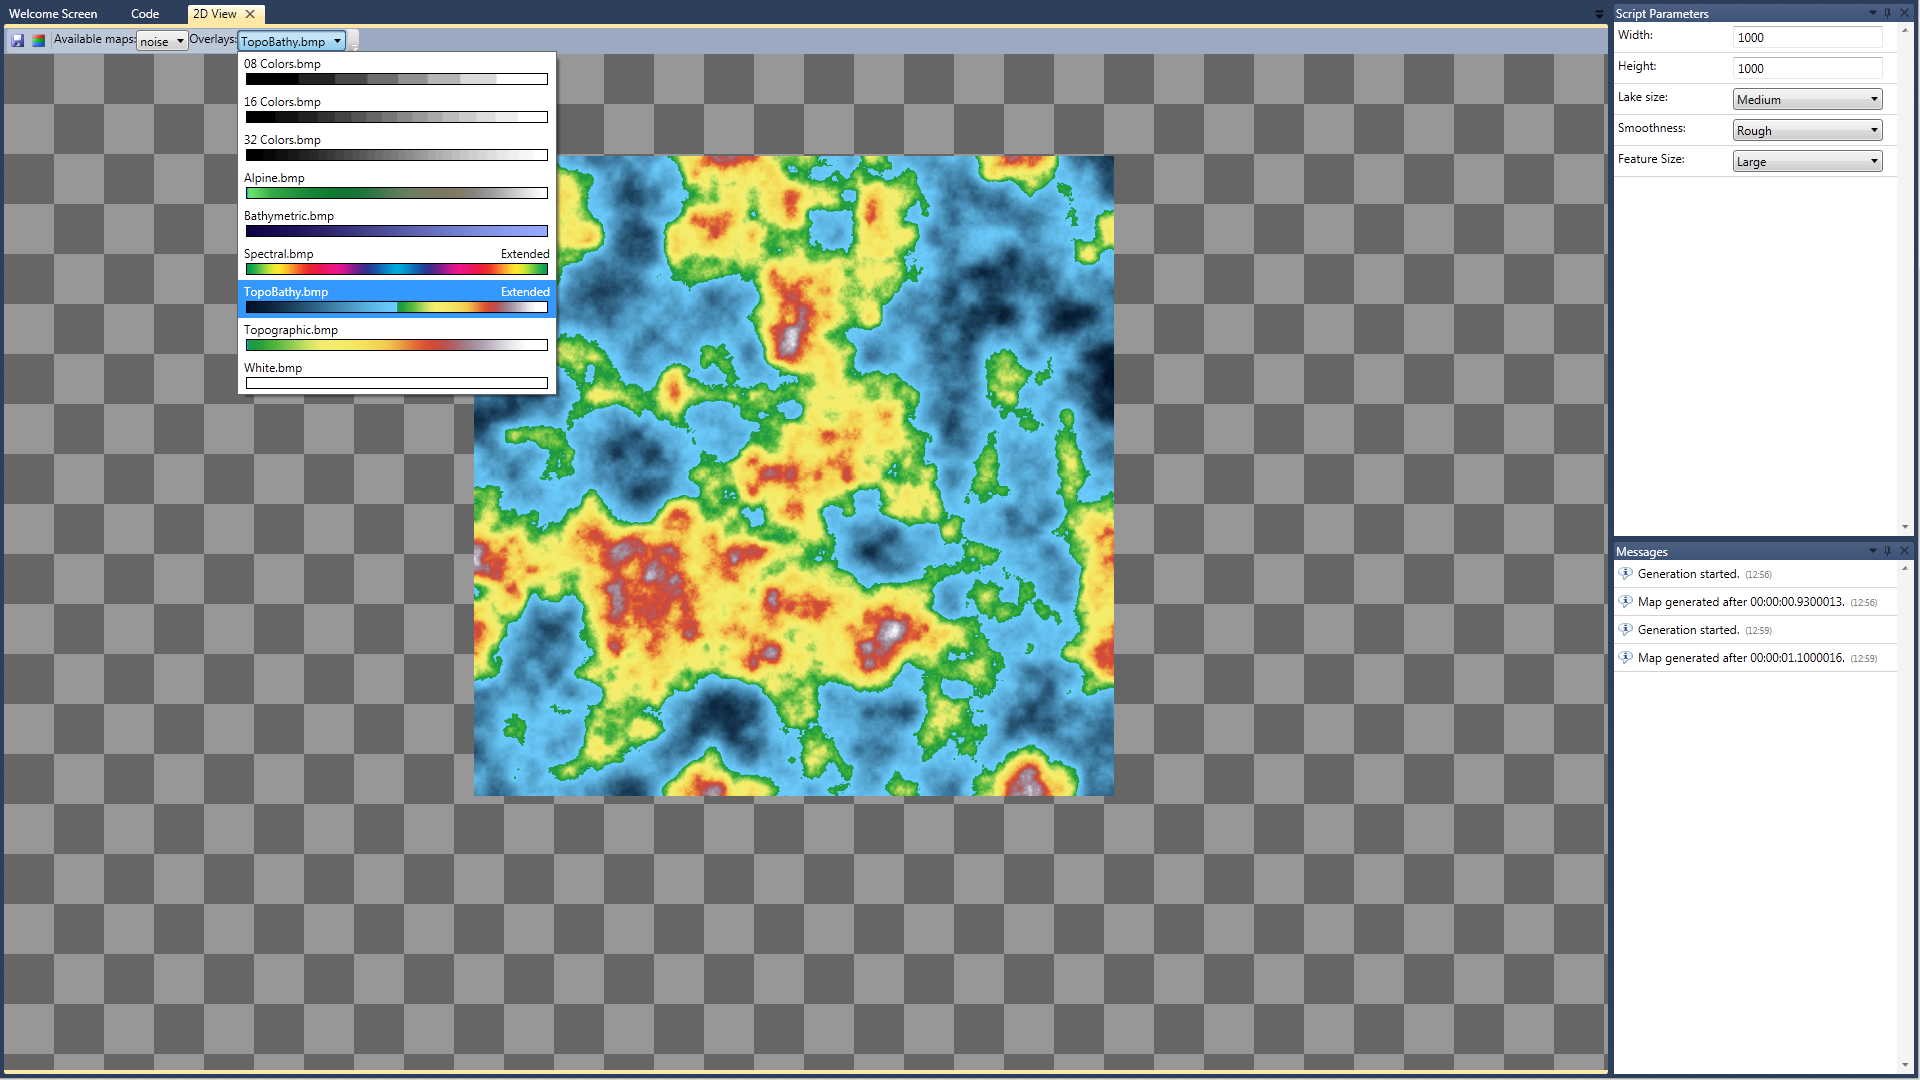 Welcome Screen Code 2D View
Available maps: noise Overlays: TopoBathy.bmp
08 Colors.bmp
16 Colors.bmp
32 Colors.bmp
Alpine.bmp
Bathymetric.bmp
Spectral.bmp Extended
TopoBathy.bmp Extended
Topographic.bmp
White.bmp
Script Parameters
Width: 1000
Height: 1000
Lake size: Medium
Smoothness: Rough
Feature Size: Large
Messages
Generation started. (12:56)
Map generated after 00:00:00.9300013. (12:56)
Generation started. (12:59)
Map generated after 00:00:01.1000016. (12:59)